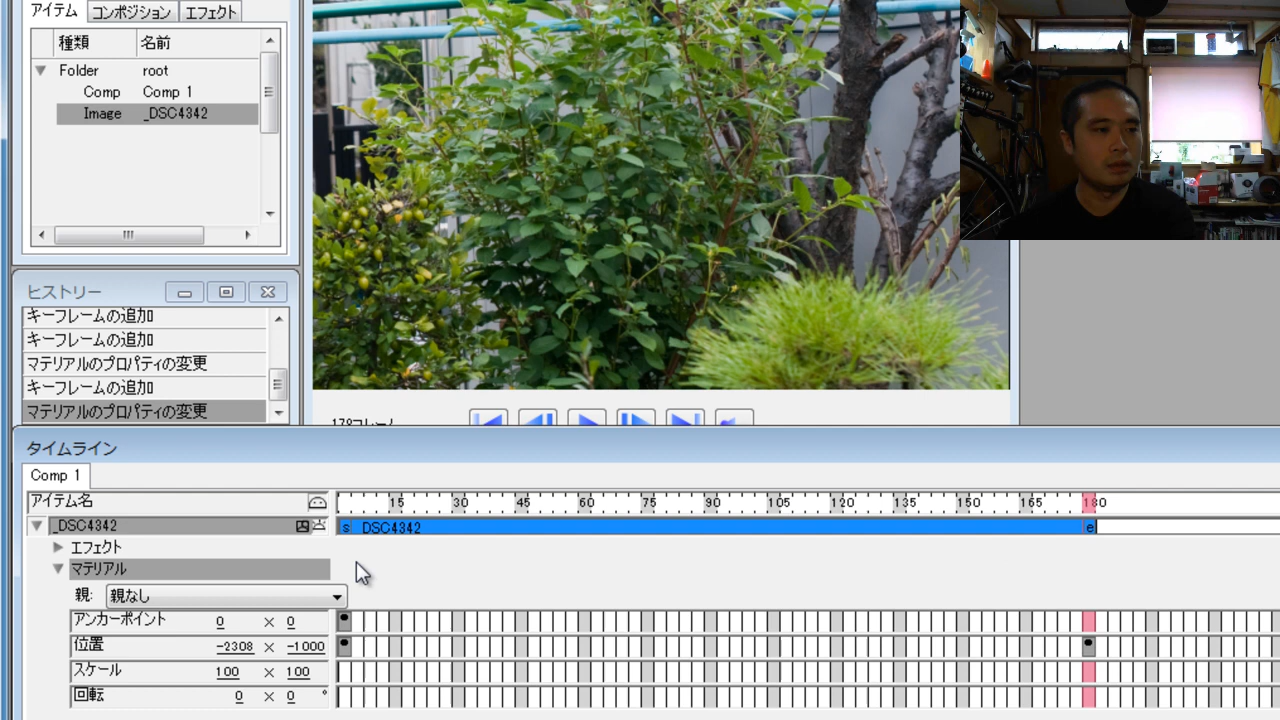 アイテム コンポジション エフェクト
種類 名前
Folder root
Comp Comp 1
Image _DSC4342
ヒストリー
キーフレームの追加
キーフレームの追加
マテリアルのプロパティの変更
キーフレームの追加
マテリアルのプロパティの変更
178フレーム
タイムライン
Comp 1
アイテム名 15 30 45 60 75 90 105 120 135 150 165 180
_DSC4342 s DSC4342 e
エフェクト
マテリアル
親: 親なし
アンカーポイント 0 × 0
位置 -2308 × -1000
スケール 100 × 100
回転 0 × 0 °